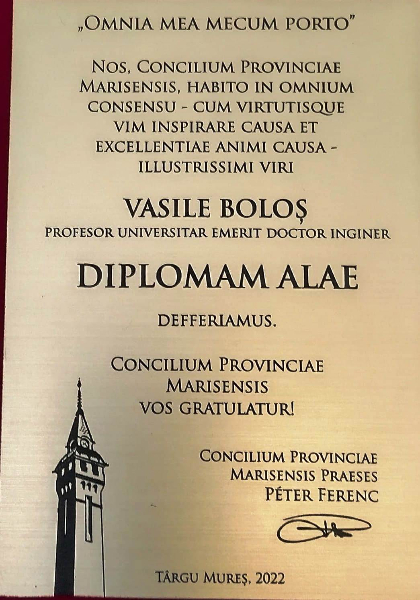 „Omnia mea mecum porto”
Nos, Concilium Provinciae
Marisensis, habito in omnium
consensu - cum virtutisque
vim inspirare causa et
excellentiae animi causa -
illustrissimi viri
VASILE BOLOȘ
PROFESOR UNIVERSITAR EMERIT DOCTOR INGINER
DIPLOMAM ALAE
DEFFERIAMUS.
Concilium Provinciae
Marisensis
vos gratulatur!
Concilium Provinciae
Marisensis Praeses
Péter Ferenc
Târgu Mureș, 2022